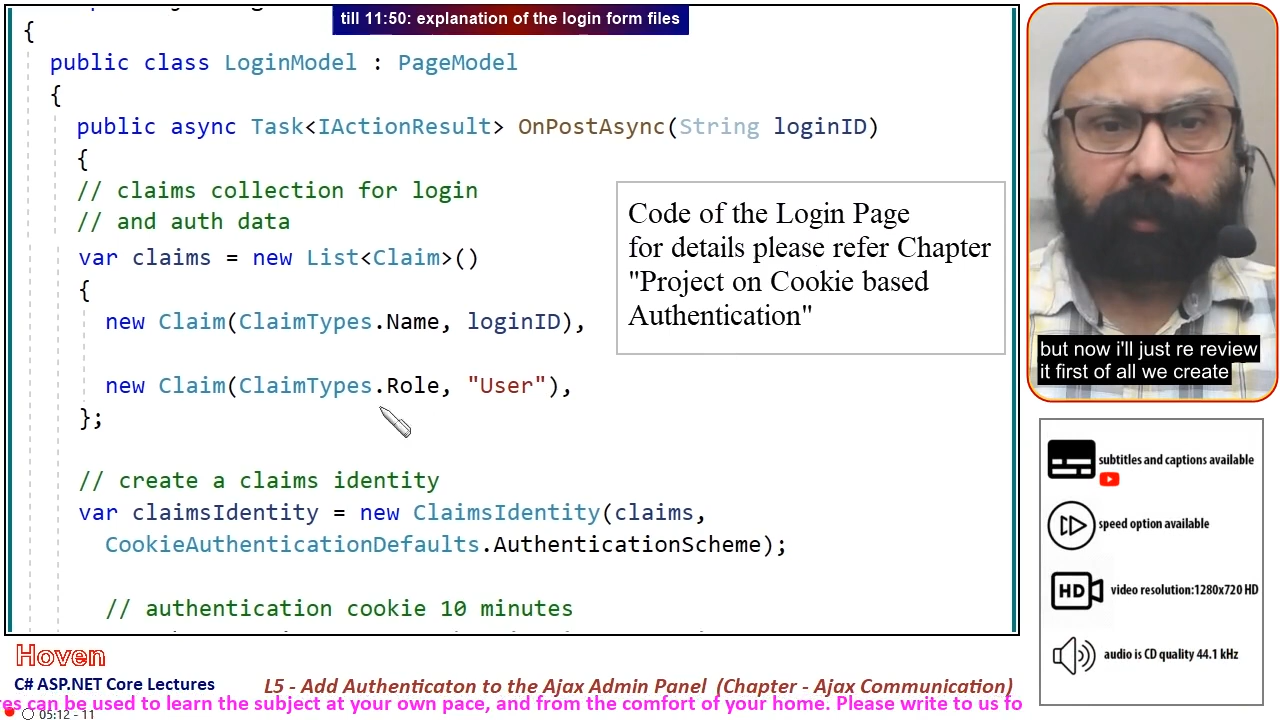 till 11:50: explanation of the login form files
{
public class LoginModel : PageModel
{
public async Task<IActionResult> OnPostAsync(String loginID)
{
// claims collection for login
// and auth data
var claims = new List<Claim>()
{
new Claim(ClaimTypes.Name, loginID),
new Claim(ClaimTypes.Role, "User"),
};
// create a claims identity
var claimsIdentity = new ClaimsIdentity(claims,
CookieAuthenticationDefaults.AuthenticationScheme);
// authentication cookie 10 minutes
Code of the Login Page
for details please refer Chapter
"Project on Cookie based
Authentication"
but now i'll just re review
it first of all we create
subtitles and captions available
speed option available
HD
video resolution:1280x720 HD
audio is CD quality 44.1 kHz
Hoven
C# ASP.NET Core Lectures
L5 - Add Authenticaton to the Ajax Admin Panel (Chapter - Ajax Communication)
res can be used to learn the subject at your own pace, and from the comfort of your home. Please write to us fo
05:12 - 11